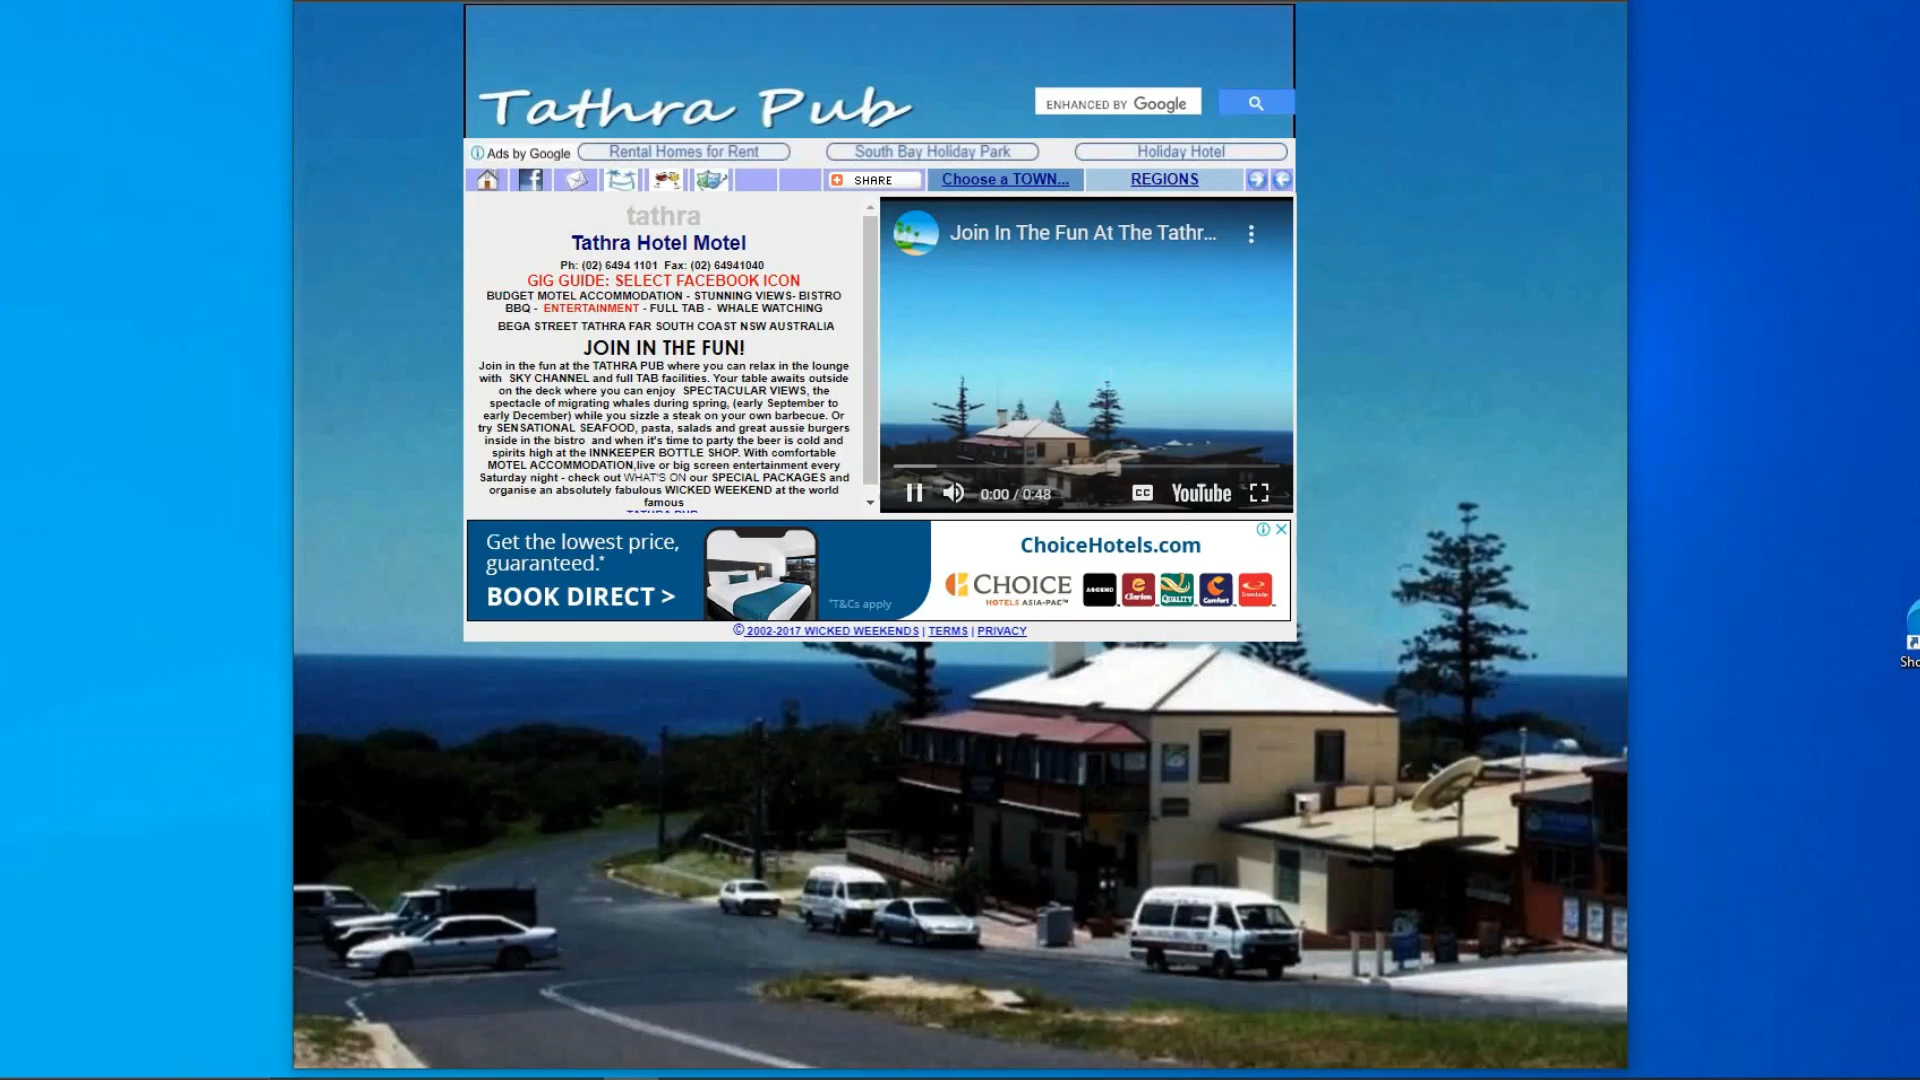 Tathra Pub
ENHANCED BY Google
Ads by Google
Rental Homes for Rent
South Bay Holiday Park
Holiday Hotel
SHARE
Choose a TOWN...
REGIONS
tathra
Tathra Hotel Motel
Ph: (02) 6494 1101 Fax: (02) 64941040
GIG GUIDE: SELECT FACEBOOK ICON
BUDGET MOTEL ACCOMMODATION - STUNNING VIEWS- BISTRO
BBQ - ENTERTAINMENT - FULL TAB - WHALE WATCHING
BEGA STREET TATHRA FAR SOUTH COAST NSW AUSTRALIA
JOIN IN THE FUN!
Join in the fun at the TATHRA PUB where you can relax in the lounge
with SKY CHANNEL and full TAB facilities. Your table awaits outside
on the deck where you can enjoy SPECTACULAR VIEWS, the
spectacle of migrating whales during spring, (early September to
early December) while you sizzle a steak on your own barbecue. Or
try SENSATIONAL SEAFOOD, pasta, salads and great aussie burgers
inside in the bistro and when it's time to party the beer is cold and
spirits high at the INNKEEPER BOTTLE SHOP. With comfortable
MOTEL ACCOMMODATION,live or big screen entertainment every
Saturday night - check out WHAT'S ON our SPECIAL PACKAGES and
organise an absolutely fabulous WICKED WEEKEND at the world
famous
TATHRA PUB
Join In The Fun At The Tathr...
0:00 / 0:48
CC
YouTube
Get the lowest price,
guaranteed.*
BOOK DIRECT >
*T&Cs apply
ChoiceHotels.com
CHOICE
HOTELS ASIA-PAC™
ASCEND
Clarion
QUALITY
Comfort
© 2002-2017 WICKED WEEKENDS | TERMS | PRIVACY
Sho